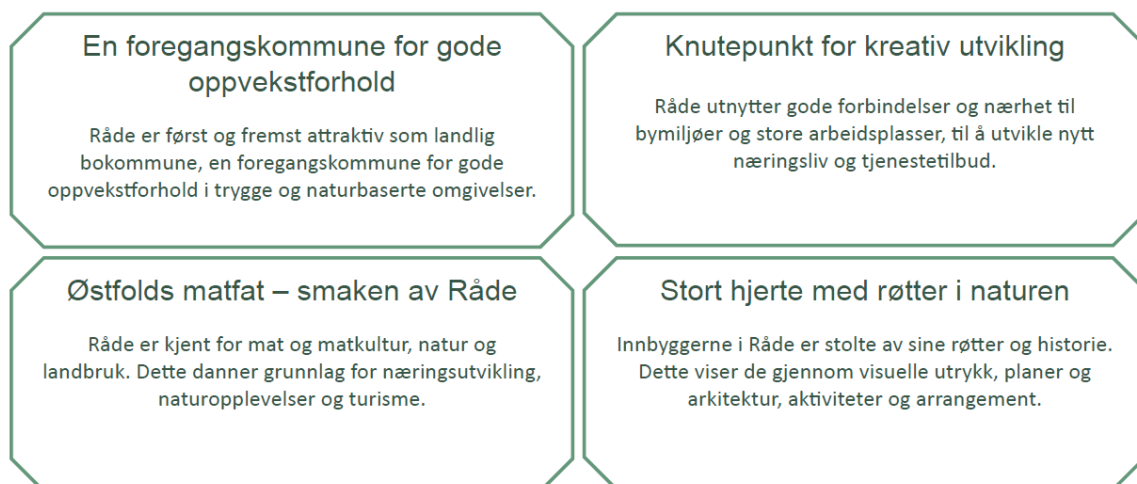 En foregangskommune for gode
oppvekstforhold
Råde er først og fremst attraktiv som landlig
bokommune, en foregangskommune for gode
oppvekstforhold i trygge og naturbaserte omgivelser.
Knutepunkt for kreativ utvikling
Råde utnytter gode forbindelser og nærhet til
bymiljøer og store arbeidsplasser, til å utvikle nytt
næringsliv og tjenestetilbud.
Østfolds matfat – smaken av Råde
Råde er kjent for mat og matkultur, natur og
landbruk. Dette danner grunnlag for næringsutvikling,
naturopplevelser og turisme.
Stort hjerte med røtter i naturen
Innbyggerne i Råde er stolte av sine røtter og historie.
Dette viser de gjennom visuelle utrykk, planer og
arkitektur, aktiviteter og arrangement.